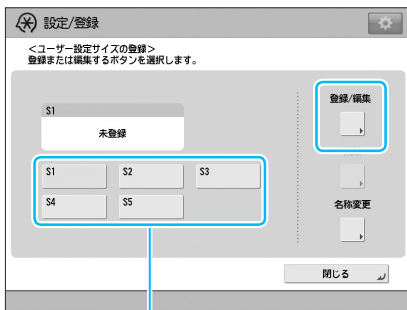 設定/登録
<ユーザー設定サイズの登録>
登録または編集するボタンを選択します。
S1
未登録
登録/編集
S1 S2 S3
S4 S5
名称変更
閉じる